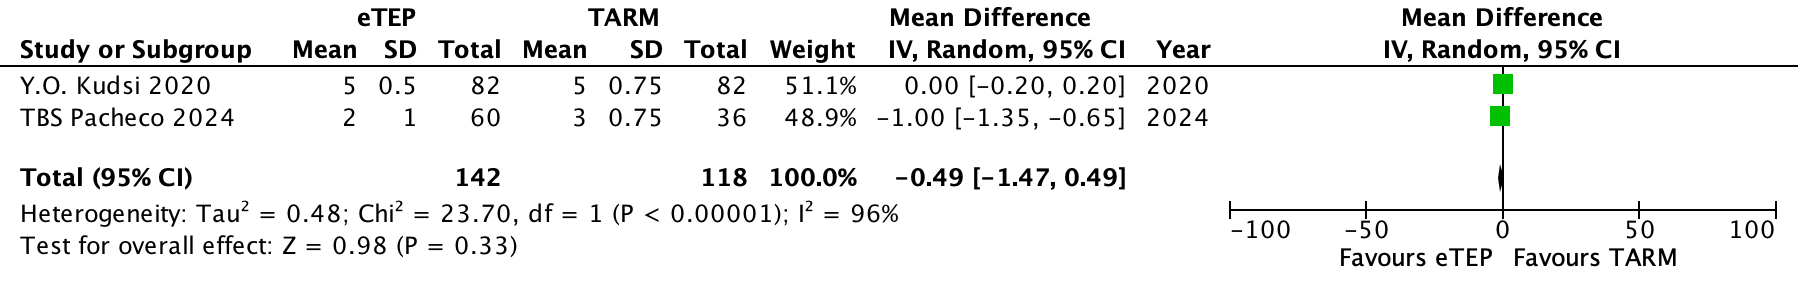 eTEP TARM Mean Difference Mean Difference
Study or Subgroup Mean SD Total Mean SD Total Weight IV, Random, 95% CI Year IV, Random, 95% CI
Y.O. Kudsi 2020 5 0.5 82 5 0.75 82 51.1% 0.00 [−0.20, 0.20] 2020
TBS Pacheco 2024 2 1 60 3 0.75 36 48.9% −1.00 [−1.35, −0.65] 2024
Total (95% CI) 142 118 100.0% −0.49 [−1.47, 0.49]
Heterogeneity: Tau² = 0.48; Chi² = 23.70, df = 1 (P < 0.00001); I² = 96%
Test for overall effect: Z = 0.98 (P = 0.33)
−100 −50 0 50 100
Favours eTEP Favours TARM